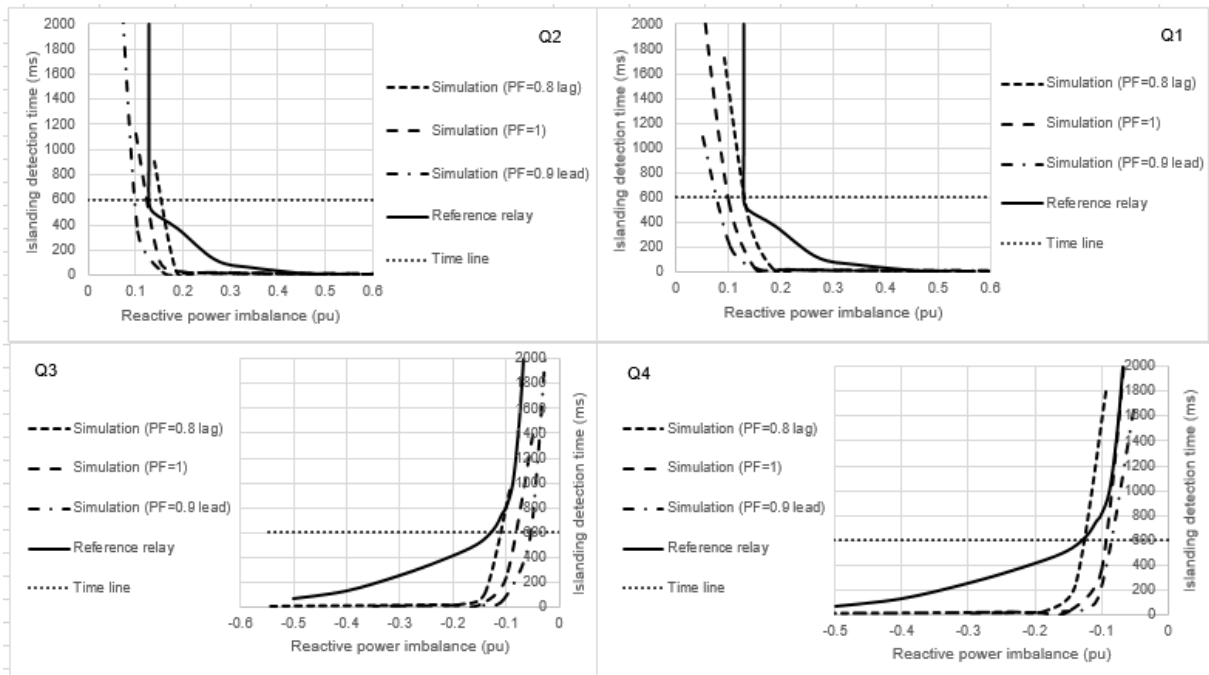 Q2
Islanding detection time (ms)
2000
1800
1600
1400
1200
1000
800
600
400
200
0
0 0.1 0.2 0.3 0.4 0.5 0.6
Reactive power imbalance (pu)
Simulation (PF=0.8 lag)
Simulation (PF=1)
Simulation (PF=0.9 lead)
Reference relay
Time line
Q1
Islanding detection time (ms)
2000
1800
1600
1400
1200
1000
800
600
400
200
0
0 0.1 0.2 0.3 0.4 0.5 0.6
Reactive power imbalance (pu)
Simulation (PF=0.8 lag)
Simulation (PF=1)
Simulation (PF=0.9 lead)
Reference relay
Time line
Q3
Simulation (PF=0.8 lag)
Simulation (PF=1)
Simulation (PF=0.9 lead)
Reference relay
Time line
2000
1800
1600
1400
1200
1000
800
600
400
200
0
Islanding detection time (ms)
-0.6 -0.5 -0.4 -0.3 -0.2 -0.1 0
Reactive power imbalance (pu)
Q4
Simulation (PF=0.8 lag)
Simulation (PF=1)
Simulation (PF=0.9 lead)
Reference relay
Time line
2000
1800
1600
1400
1200
1000
800
600
400
200
0
Islanding detection time (ms)
-0.5 -0.4 -0.3 -0.2 -0.1 0
Reactive power imbalance (pu)